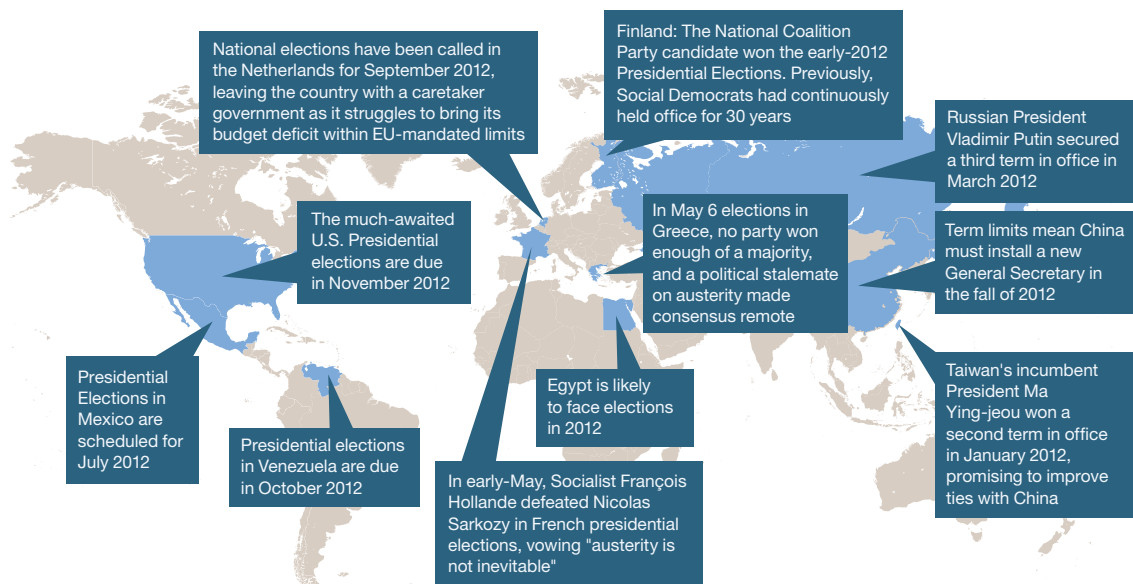 National elections have been called in
the Netherlands for September 2012,
leaving the country with a caretaker
government as it struggles to bring its
budget deficit within EU-mandated limits
Finland: The National Coalition
Party candidate won the early-2012
Presidential Elections. Previously,
Social Democrats had continuously
held office for 30 years
Russian President
Vladimir Putin secured
a third term in office in
March 2012
The much-awaited
U.S. Presidential
elections are due
in November 2012
In May 6 elections in
Greece, no party won
enough of a majority,
and a political stalemate
on austerity made
consensus remote
Term limits mean China
must install a new
General Secretary in
the fall of 2012
Presidential
Elections in
Mexico are
scheduled for
July 2012
Presidential elections
in Venezuela are due
in October 2012
In early-May, Socialist François
Hollande defeated Nicolas
Sarkozy in French presidential
elections, vowing "austerity is
not inevitable"
Egypt is likely
to face elections
in 2012
Taiwan's incumbent
President Ma
Ying-jeou won a
second term in office
in January 2012,
promising to improve
ties with China